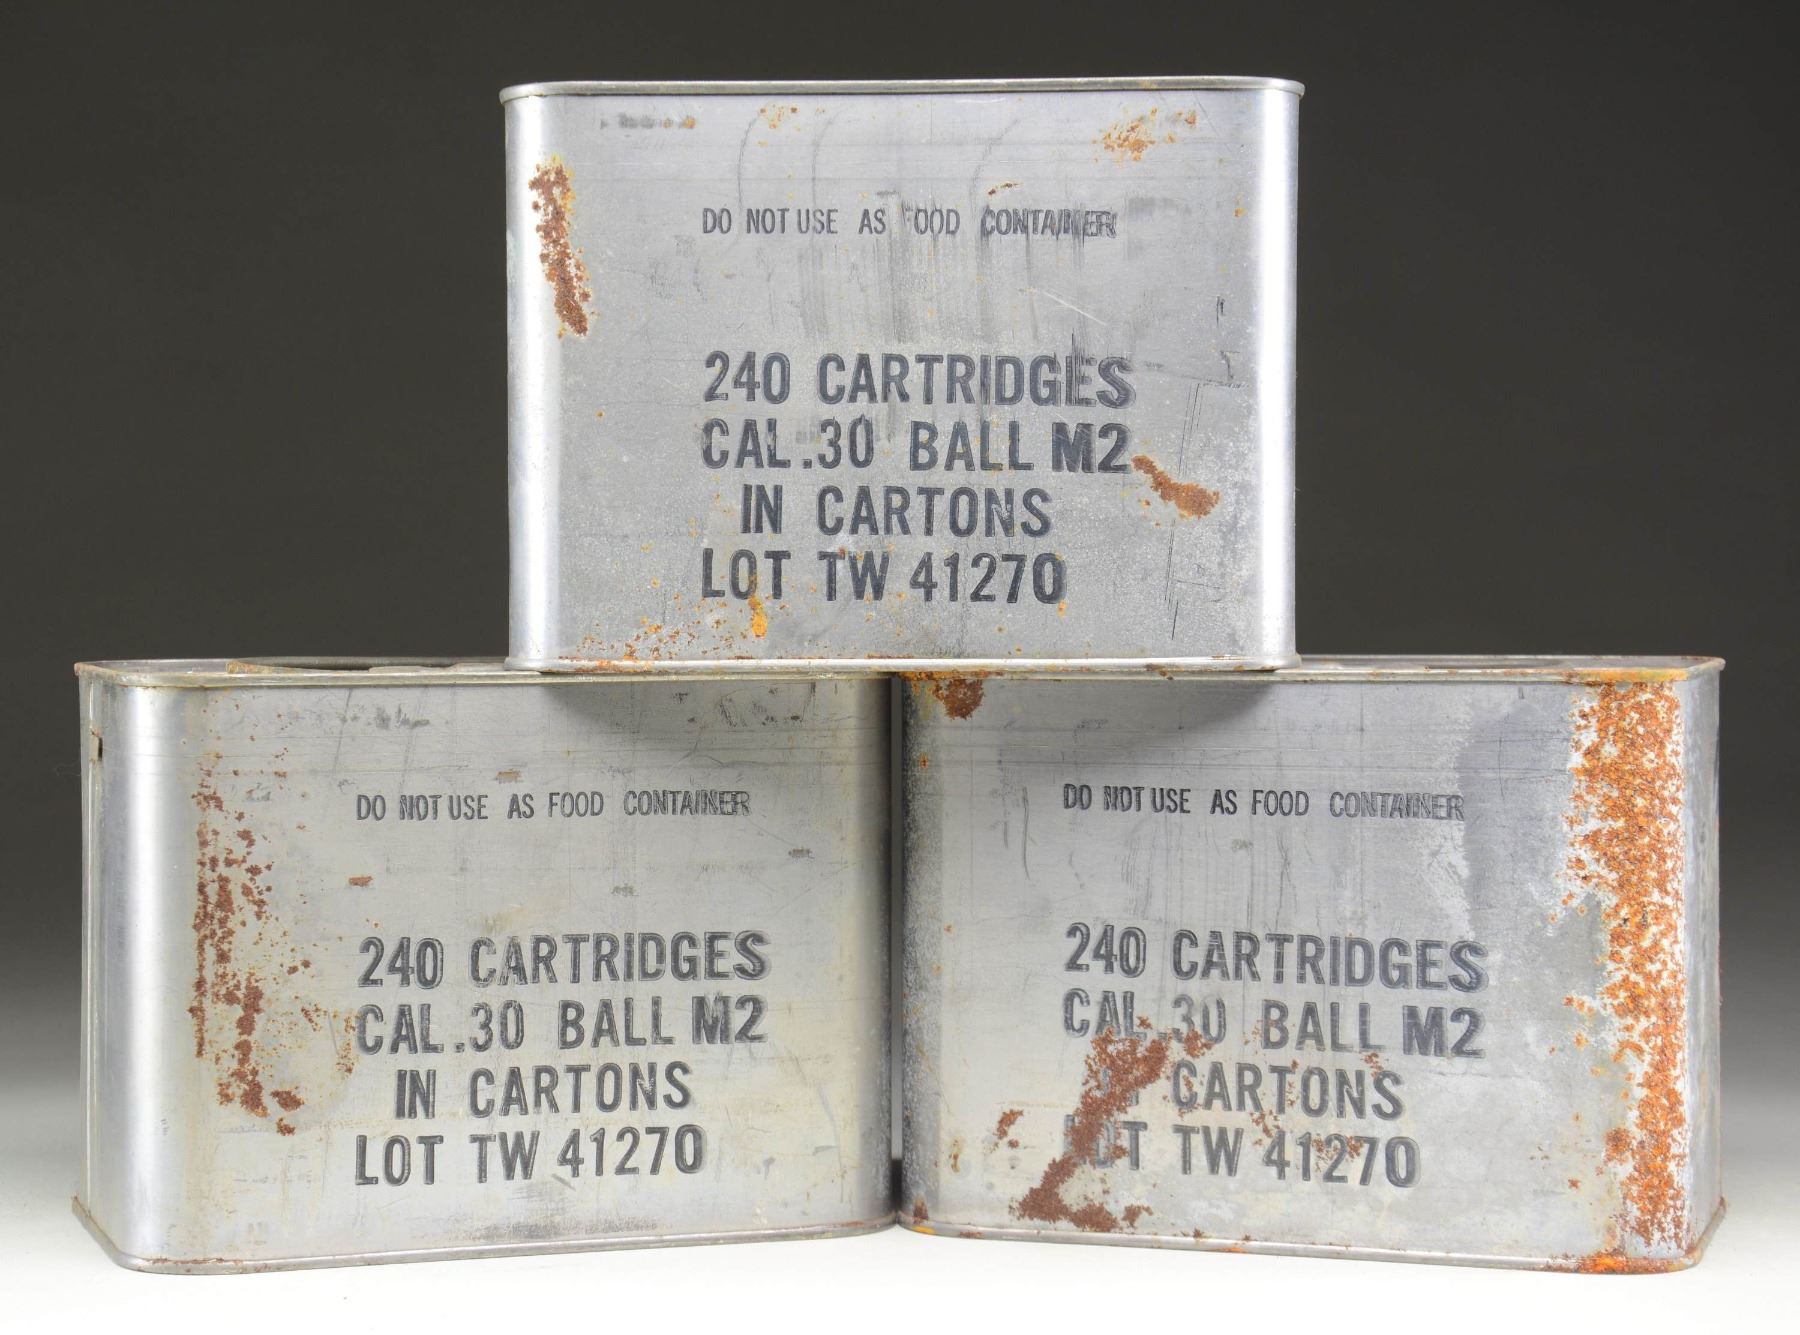 DO NOT USE AS OOD CONTAINER
240 CARTRIDGES
CAL .30 BALL M2
IN CARTONS
LOT TW 41270
DO NOT USE AS FOOD CONTAINER
240 CARTRIDGES
CAL .30 BALL M2
IN CARTONS
LOT TW 41270
DO NOT USE AS FOOD CONTAINER
240 CARTRIDGES
CAL .30 BALL M2
CARTONS
LOT TW 41270